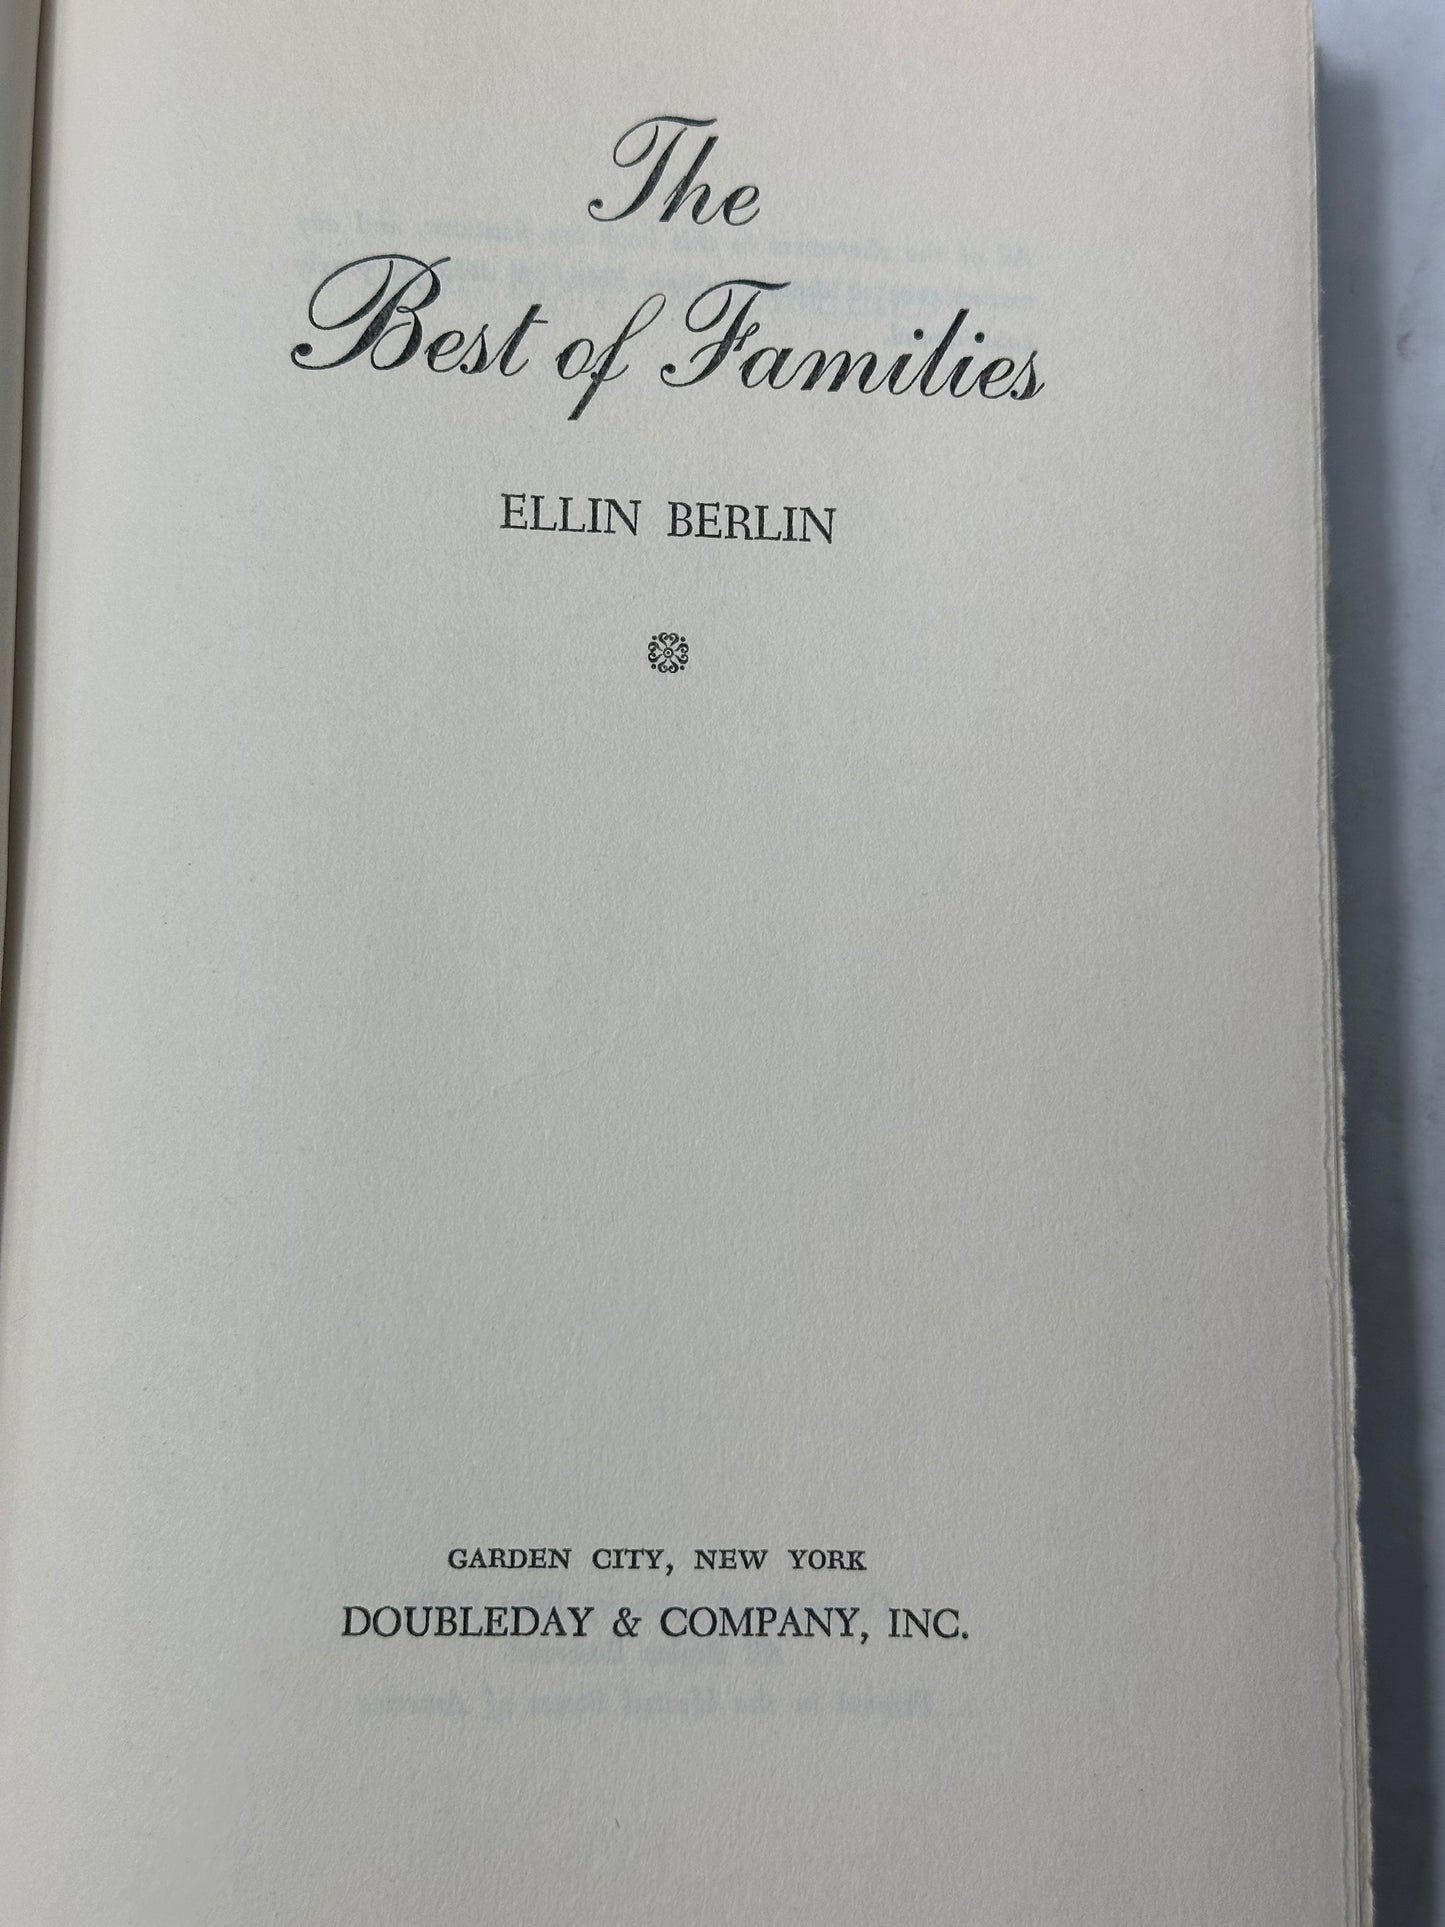 The
Best of Families
ELLIN BERLIN
GARDEN CITY, NEW YORK
DOUBLEDAY & COMPANY, INC.